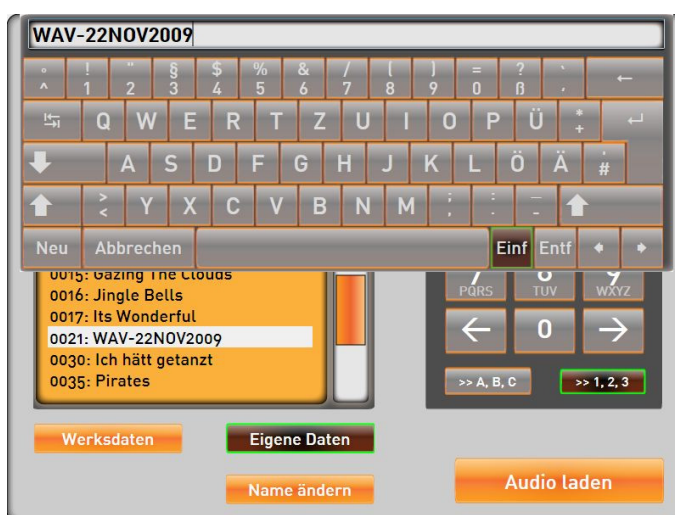 WAV-22NOV2009
° ! " § $ % & / ( ) = ? `
^ 1 2 3 4 5 6 7 8 9 0 ß ´ ←
Q W E R T Z U I O P Ü * +
A S D F G H J K L Ö Ä ' #
> < Y X C V B N M ; , : . _ -
Neu Abbrechen Einf Entf
0015: Gazing The Clouds
0016: Jingle Bells
0017: Its Wonderful
0021: WAV-22NOV2009
0030: Ich hätt getanzt
0035: Pirates
7 8 9
PQRS TUV WXYZ
← 0 →
>> A, B, C >> 1, 2, 3
Werksdaten Eigene Daten
Name ändern Audio laden